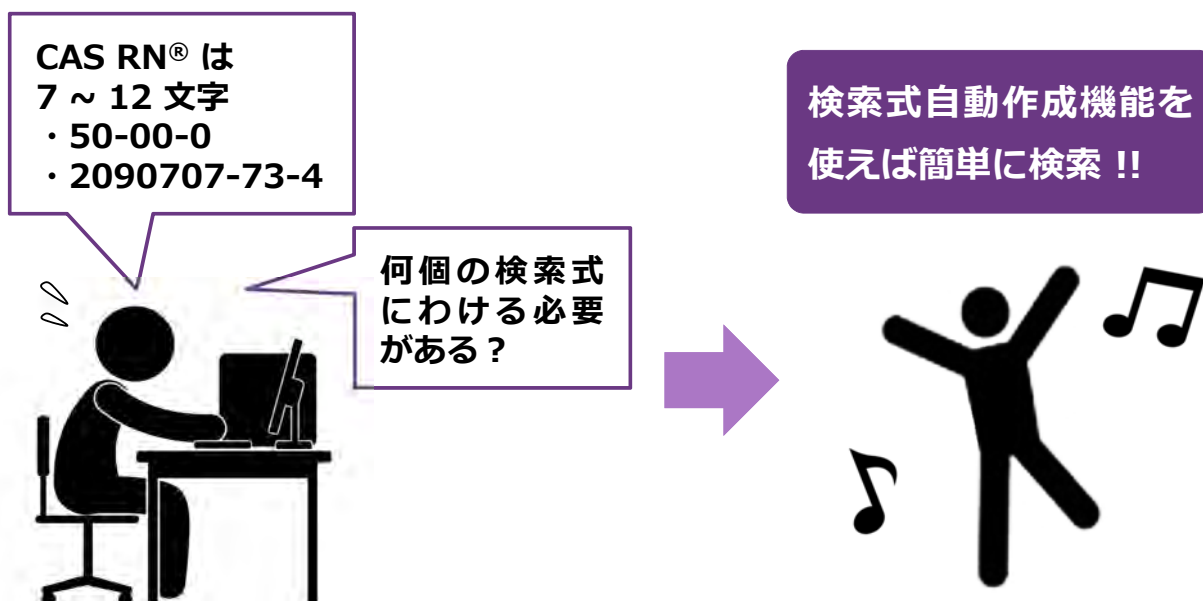 CAS RN® は
7 ~ 12 文字
・50-00-0
・2090707-73-4
何個の検索式
にわける必要
がある？
検索式自動作成機能を
使えば簡単に検索 !!